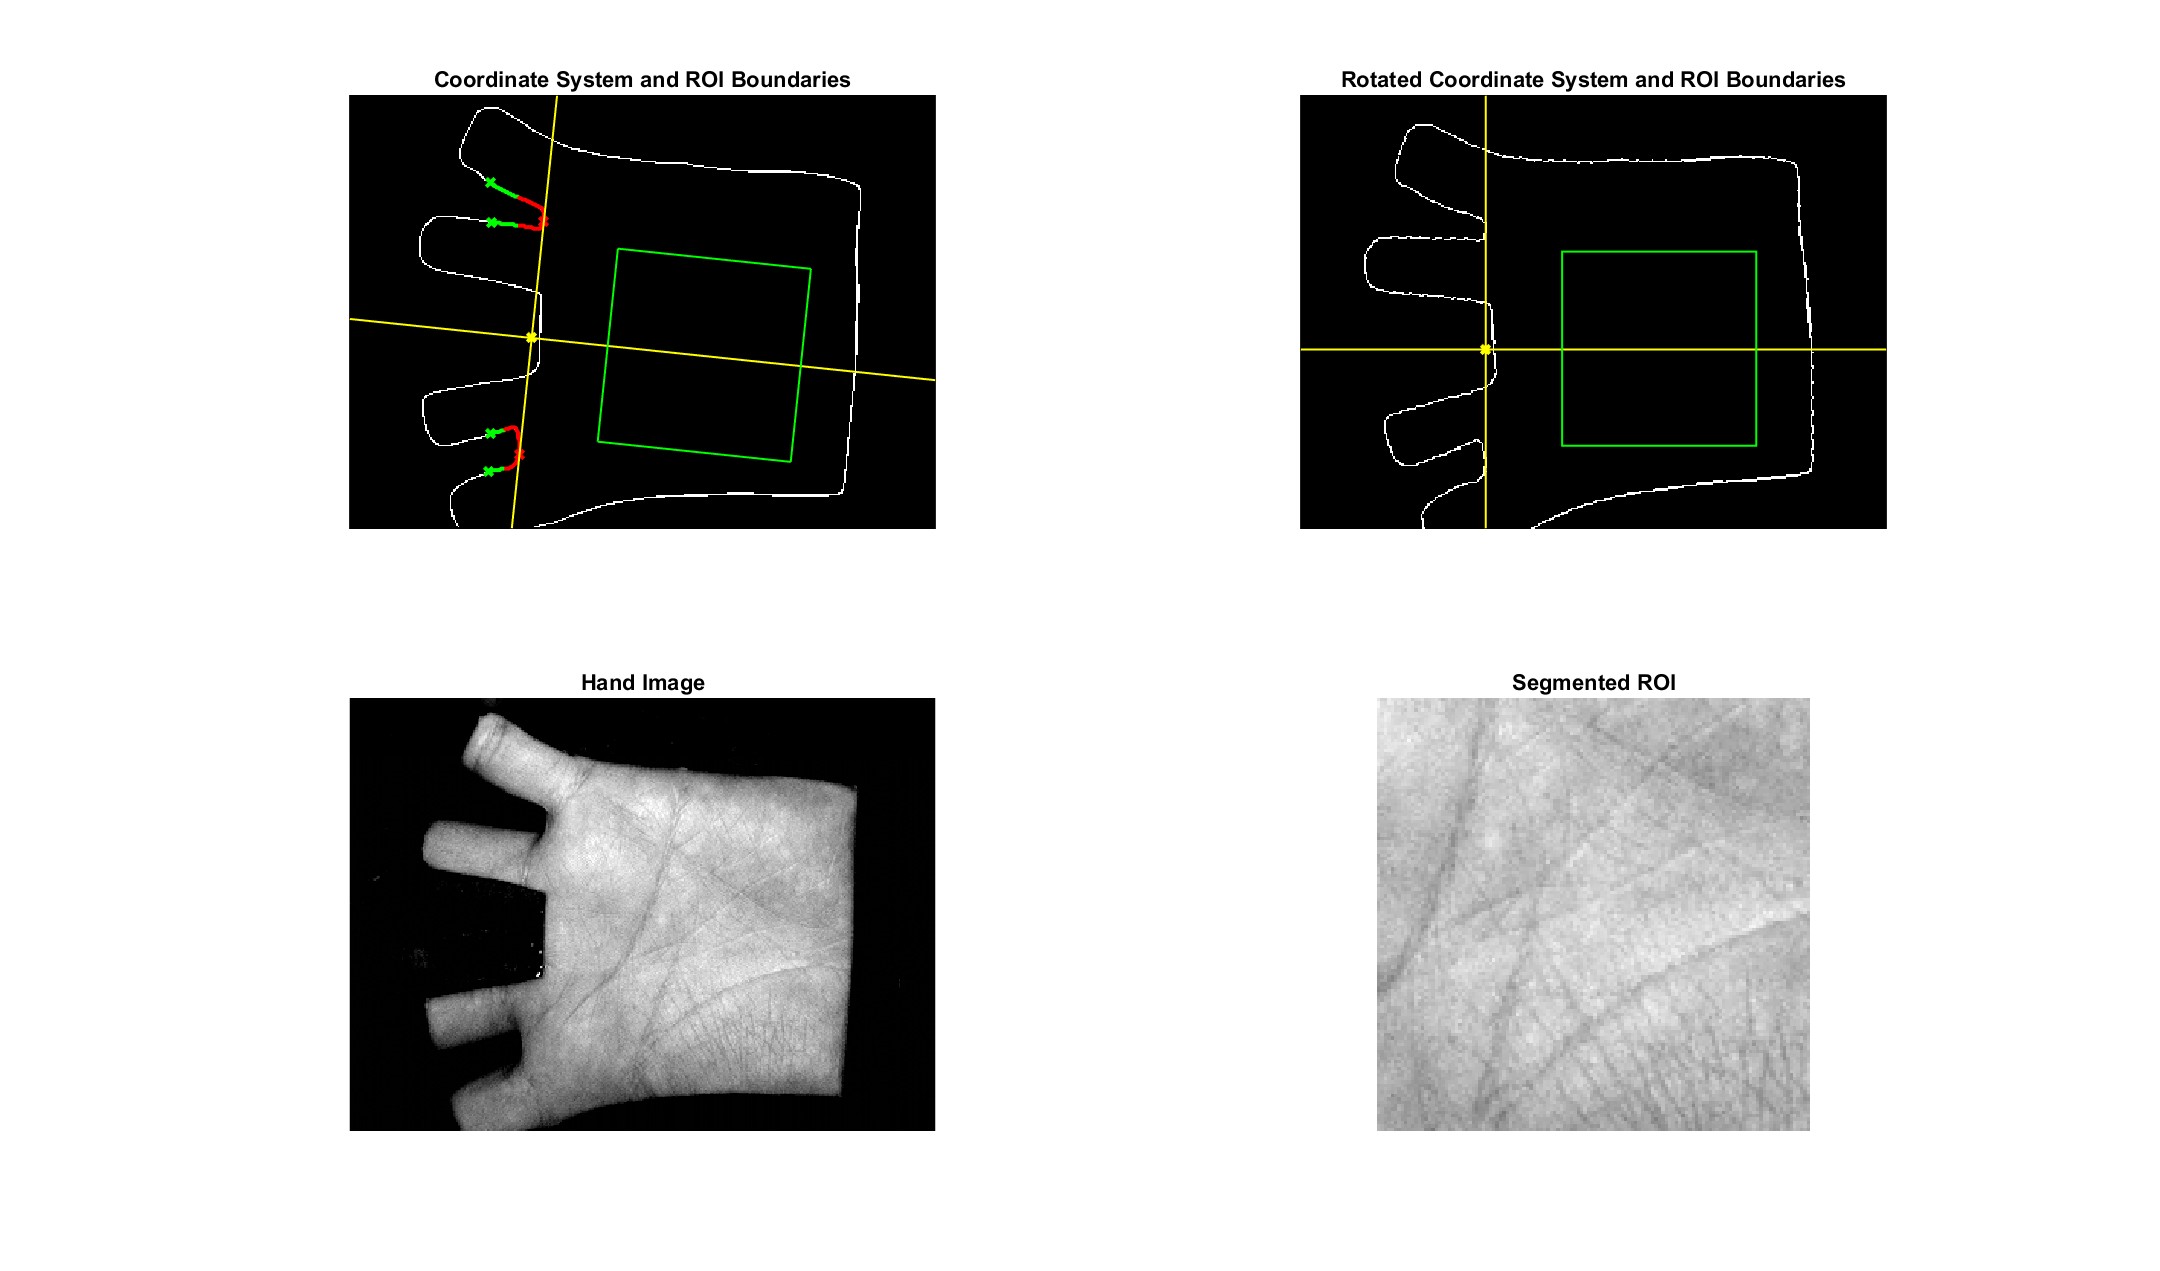 Coordinate System and ROI Boundaries
Rotated Coordinate System and ROI Boundaries
Hand Image
Segmented ROI